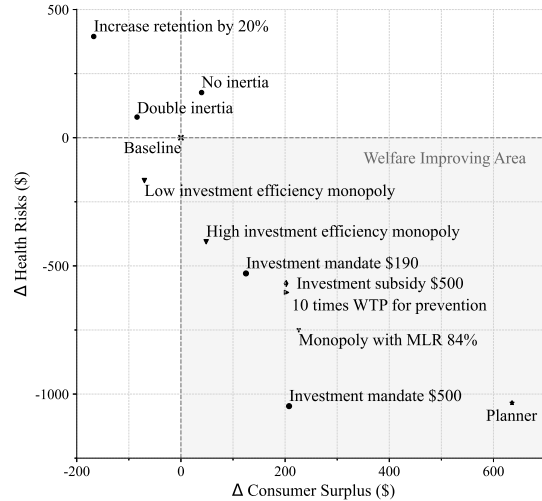 500
Increase retention by 20%
No inertia
Double inertia
0
Baseline
Welfare Improving Area
Low investment efficiency monopoly
High investment efficiency monopoly
Investment mandate $190
-500
Investment subsidy $500
10 times WTP for prevention
Monopoly with MLR 84%
Investment mandate $500
-1000
Planner
Δ Health Risks ($)
-200
0
200
400
600
Δ Consumer Surplus ($)